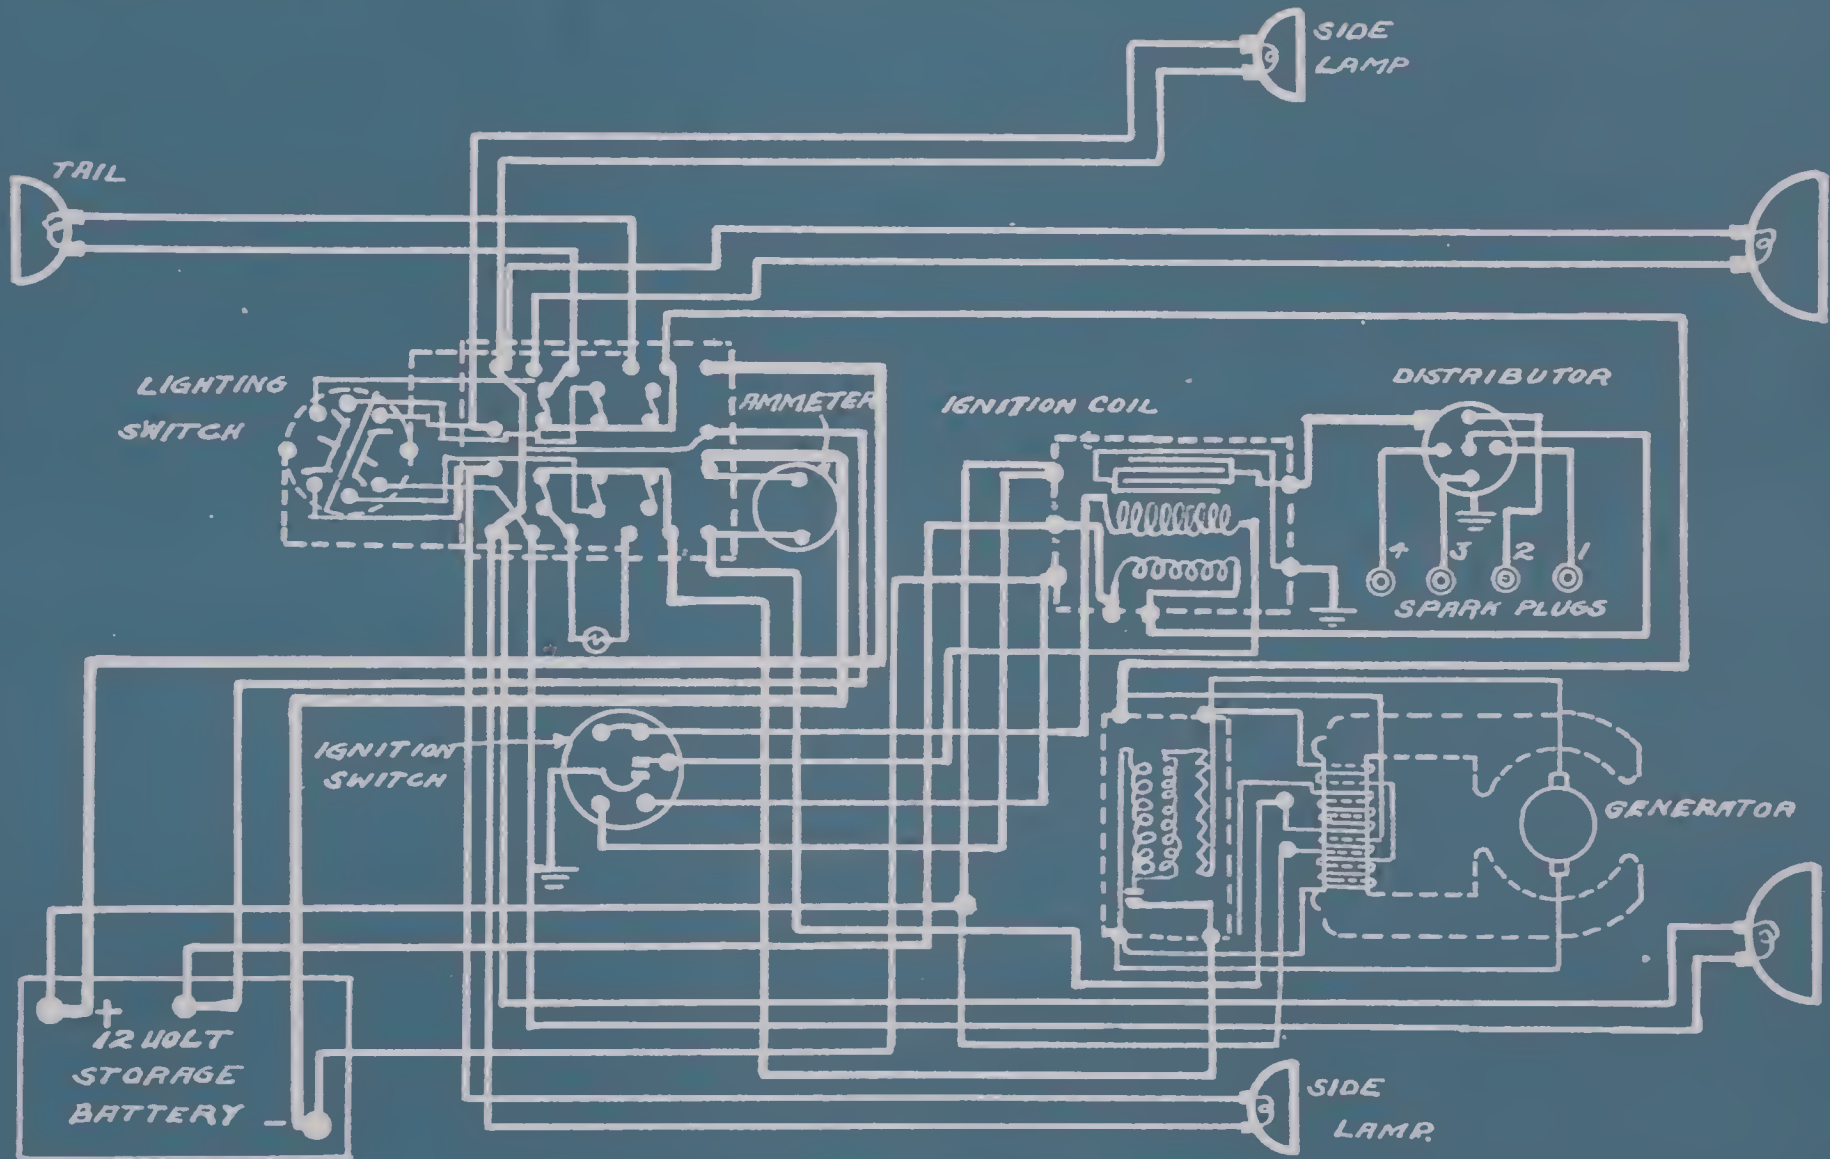 SIDE
LAMP
TAIL
LIGHTING
SWITCH
AMMETER
IGNITION COIL
DISTRIBUTOR
4 3 2 1
SPARK PLUGS
IGNITION
SWITCH
GENERATOR
+
12 VOLT
STORAGE
BATTERY -
SIDE
LAMP.